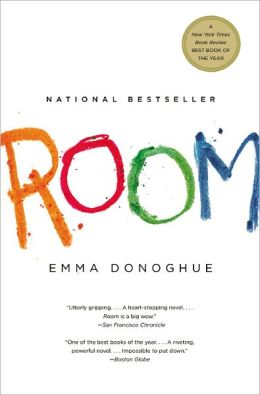 A
New York Times
Book Review
BEST BOOK OF
THE YEAR
NATIONAL BESTSELLER
ROOM
EMMA DONOGHUE
"Utterly gripping. . . . A heart-stopping novel. . . .
Room is a big wow."
—San Francisco Chronicle
"One of the best books of the year. . . . A riveting,
powerful novel. . . . Impossible to put down."
—Boston Globe